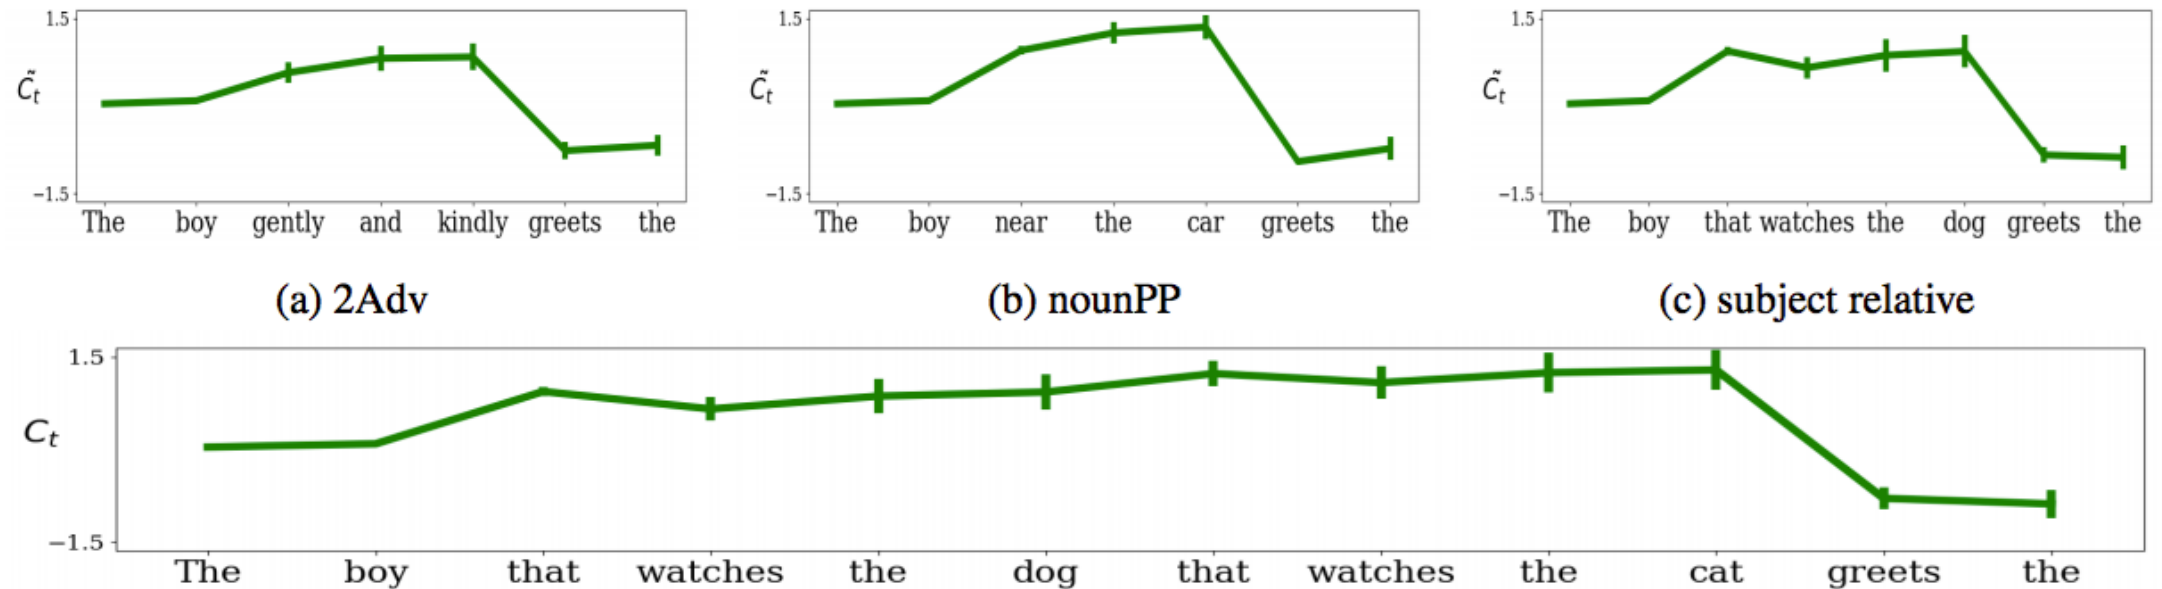 1.5
C̃t
−1.5
The boy gently and kindly greets the
(a) 2Adv
1.5
C̃t
−1.5
The boy near the car greets the
(b) nounPP
1.5
C̃t
−1.5
The boy that watches the dog greets the
(c) subject relative
1.5
Ct
−1.5
The boy that watches the dog that watches the cat greets the